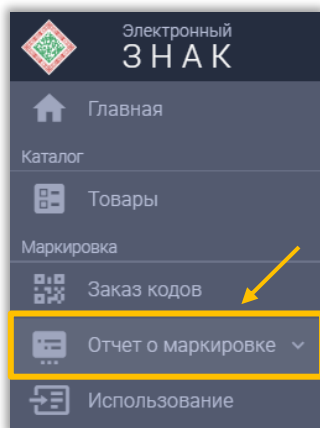 Электронный
ЗНАК
Главная
Каталог
Товары
Маркировка
Заказ кодов
Отчет о маркировке
Использование